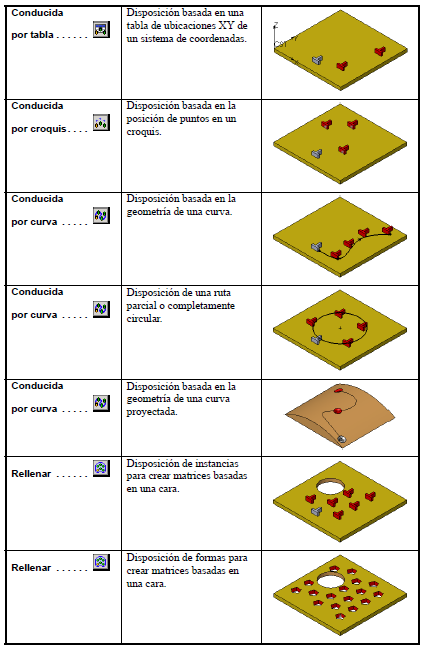 Conducida
por tabla . . . . . .
Disposición basada en una
tabla de ubicaciones XY de
un sistema de coordenadas.
Conducida
por croquis . . . .
Disposición basada en la
posición de puntos en un
croquis.
Conducida
por curva . . . . .
Disposición basada en la
geometría de una curva.
Conducida
por curva . . . . .
Disposición de una ruta
parcial o completamente
circular.
Conducida
por curva . . . . .
Disposición basada en la
geometría de una curva
proyectada.
Rellenar . . . . . .
Disposición de instancias
para crear matrices basadas
en una cara.
Rellenar . . . . . .
Disposición de formas para
crear matrices basadas en
una cara.